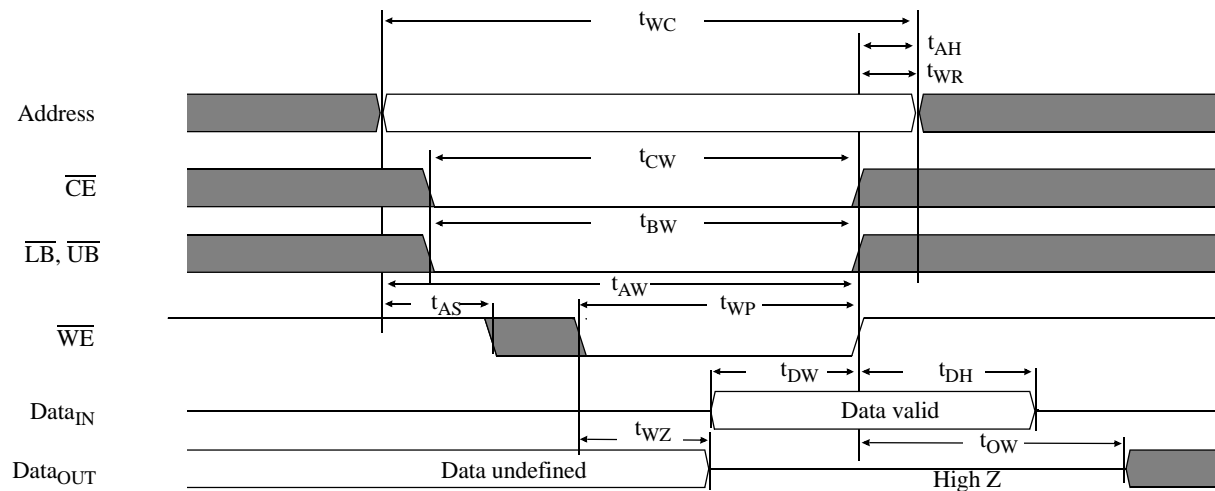 tWC
tAH
tWR
Address
tCW
CE
tBW
LB, UB
tAW
tAS
tWP
WE
tDW
tDH
DataIN
Data valid
tWZ
tOW
DataOUT
Data undefined
High Z